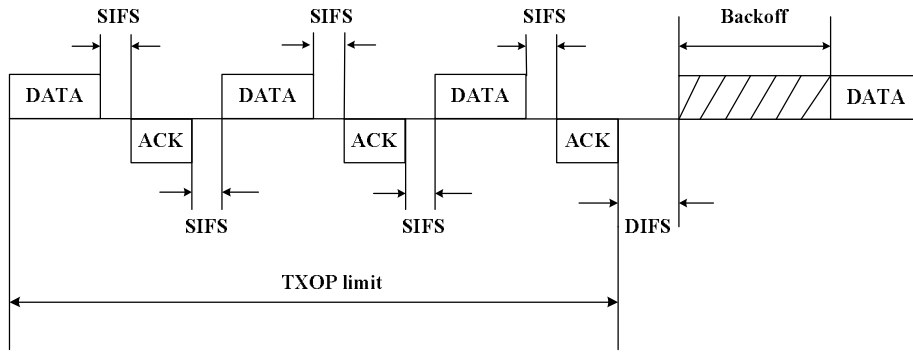 SIFS
SIFS
SIFS
Backoff
DATA
DATA
DATA
DATA
ACK
ACK
ACK
SIFS
SIFS
DIFS
TXOP limit